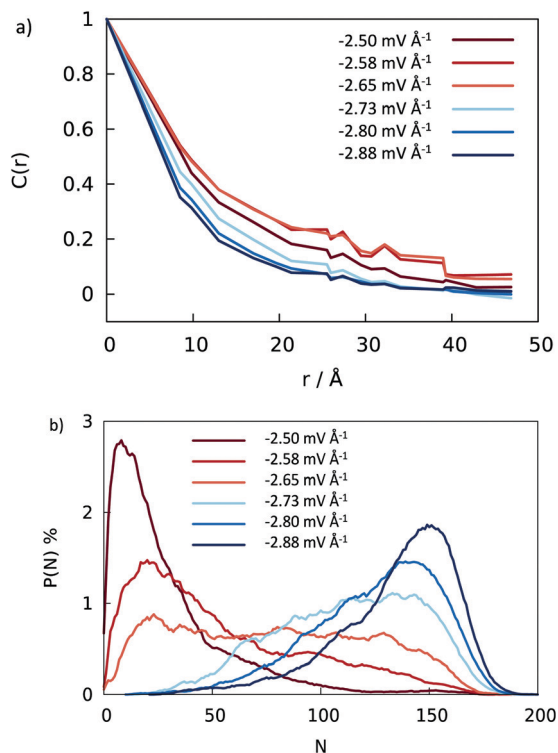 a)
1
0.8
0.6
0.4
0.2
0
C(r)
-2.50 mV Å⁻¹
-2.58 mV Å⁻¹
-2.65 mV Å⁻¹
-2.73 mV Å⁻¹
-2.80 mV Å⁻¹
-2.88 mV Å⁻¹
0 10 20 30 40 50
r / Å
b)
3
2
1
0
P(N) %
-2.50 mV Å⁻¹
-2.58 mV Å⁻¹
-2.65 mV Å⁻¹
-2.73 mV Å⁻¹
-2.80 mV Å⁻¹
-2.88 mV Å⁻¹
0 50 100 150 200
N